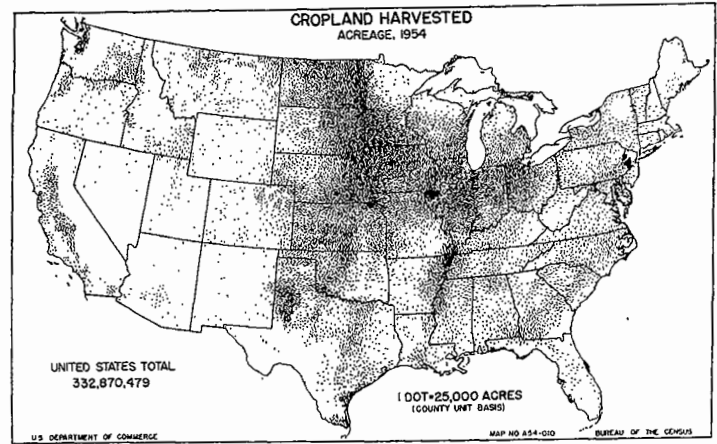 CROPLAND HARVESTED
ACREAGE, 1954
UNITED STATES TOTAL
332,870,479
1 DOT=25,000 ACRES
(COUNTY UNIT BASIS)
U S DEPARTMENT OF COMMERCE
MAP NO A54-010
BUREAU OF THE CENSUS